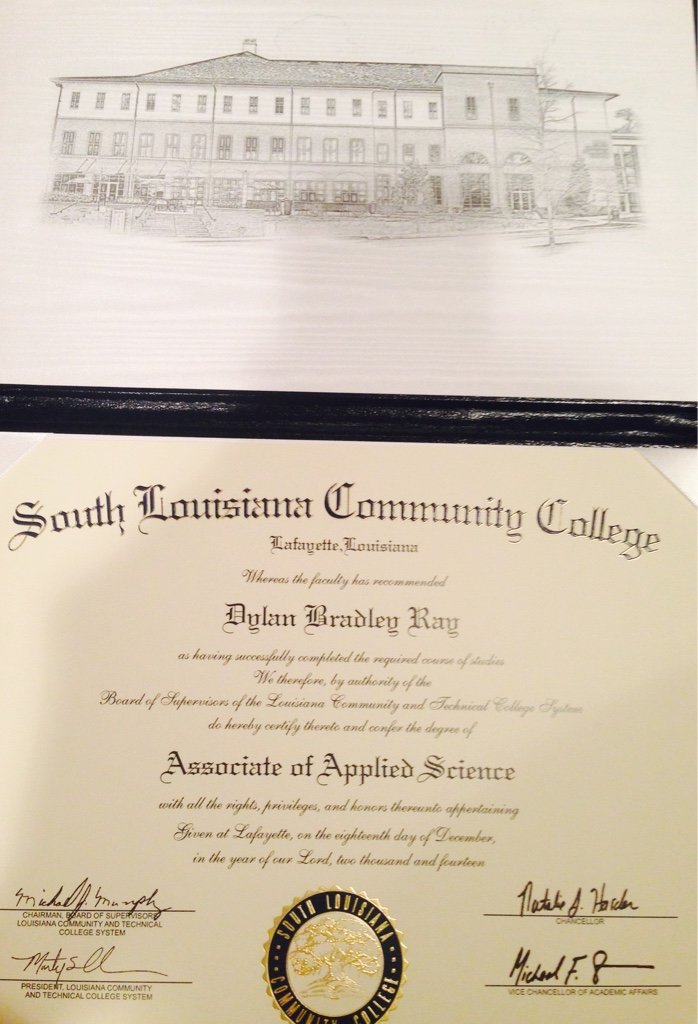 South Louisiana Community College
Lafayette, Louisiana
Whereas the faculty has recommended
Dylan Bradley Ray
as having successfully completed the required course of studies
We therefore, by authority of the
Board of Supervisors of the Louisiana Community and Technical College System
do hereby certify thereto and confer the degree of
Associate of Applied Science
with all the rights, privileges, and honors thereunto appertaining
Given at Lafayette, on the eighteenth day of December,
in the year of our Lord, two thousand and fourteen
Michael J. Murphy
CHAIRMAN, BOARD OF SUPERVISORS
LOUISIANA COMMUNITY AND TECHNICAL
COLLEGE SYSTEM
PRESIDENT, LOUISIANA COMMUNITY
AND TECHNICAL COLLEGE SYSTEM
SOUTH LOUISIANA
COMMUNITY COLLEGE
Natalie J. Harder
CHANCELLOR
Michael F.
VICE CHANCELLOR OF ACADEMIC AFFAIRS